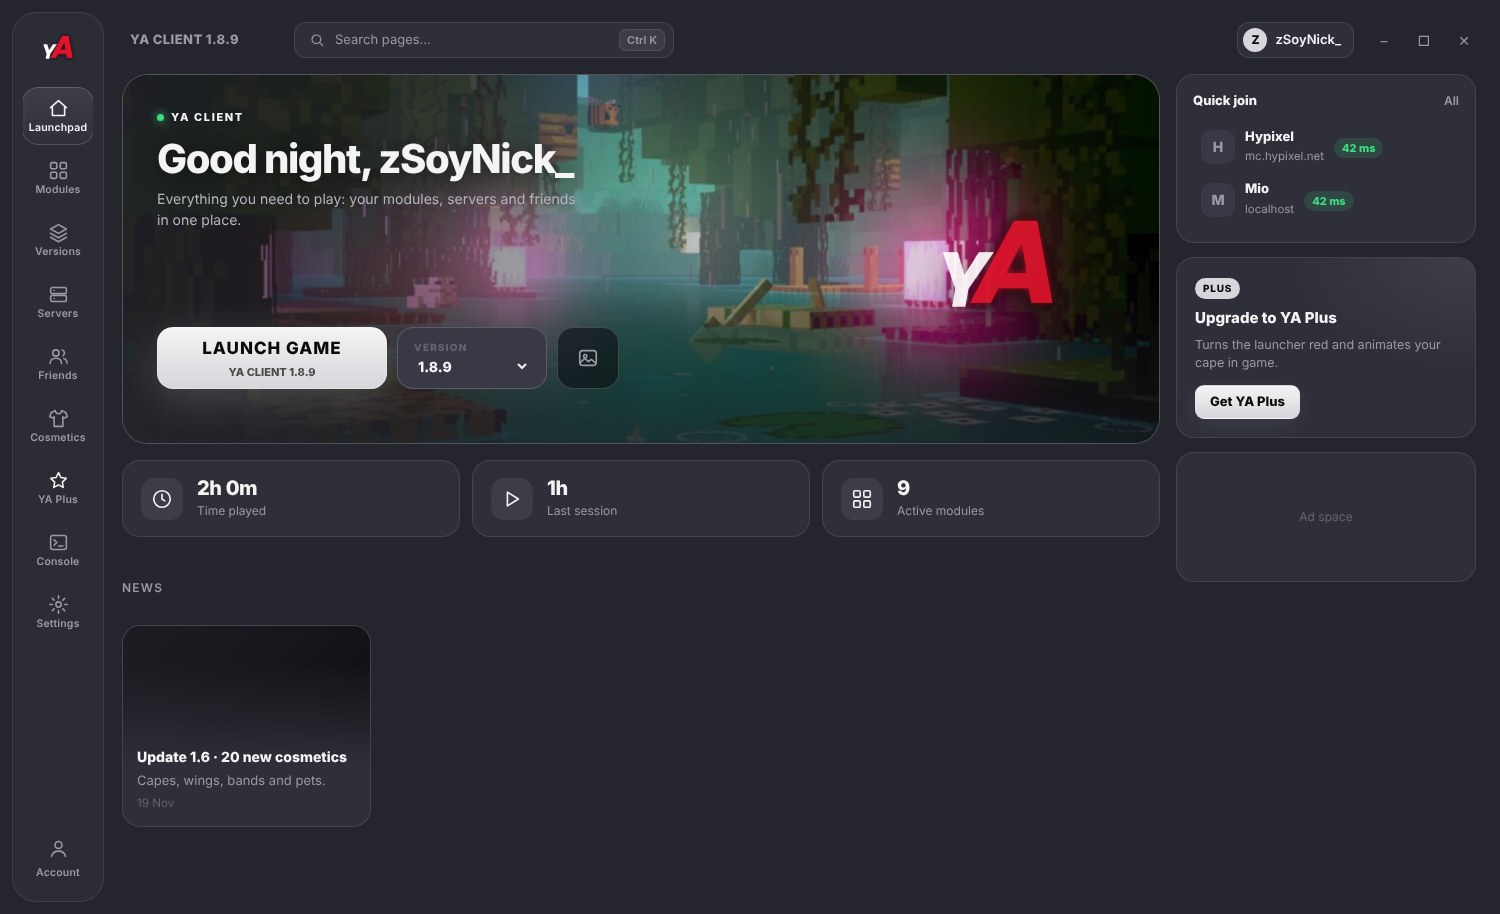 YA
Launchpad
Modules
Versions
Servers
Friends
Cosmetics
YA Plus
Console
Settings
Account
YA CLIENT 1.8.9
Search pages...
Ctrl K
Z
zSoyNick_
YA CLIENT
Good night, zSoyNick_
Everything you need to play: your modules, servers and friends
in one place.
YA
LAUNCH GAME
YA CLIENT 1.8.9
VERSION
1.8.9
2h 0m
Time played
1h
Last session
9
Active modules
NEWS
Update 1.6 · 20 new cosmetics
Capes, wings, bands and pets.
19 Nov
Quick join
All
H
Hypixel
mc.hypixel.net
42 ms
M
Mio
localhost
42 ms
PLUS
Upgrade to YA Plus
Turns the launcher red and animates your
cape in game.
Get YA Plus
Ad space